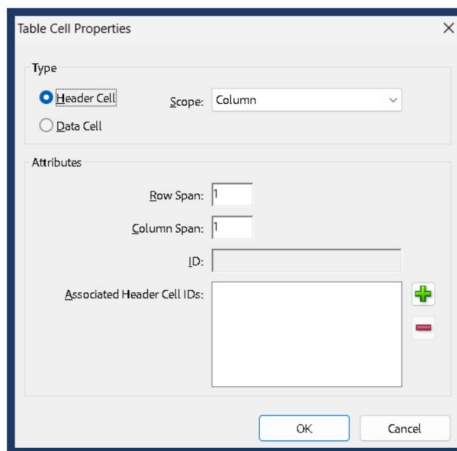 Table Cell Properties
Type
Header Cell
Scope: Column
Data Cell
Attributes
Row Span: 1
Column Span: 1
ID:
Associated Header Cell IDs:
OK Cancel